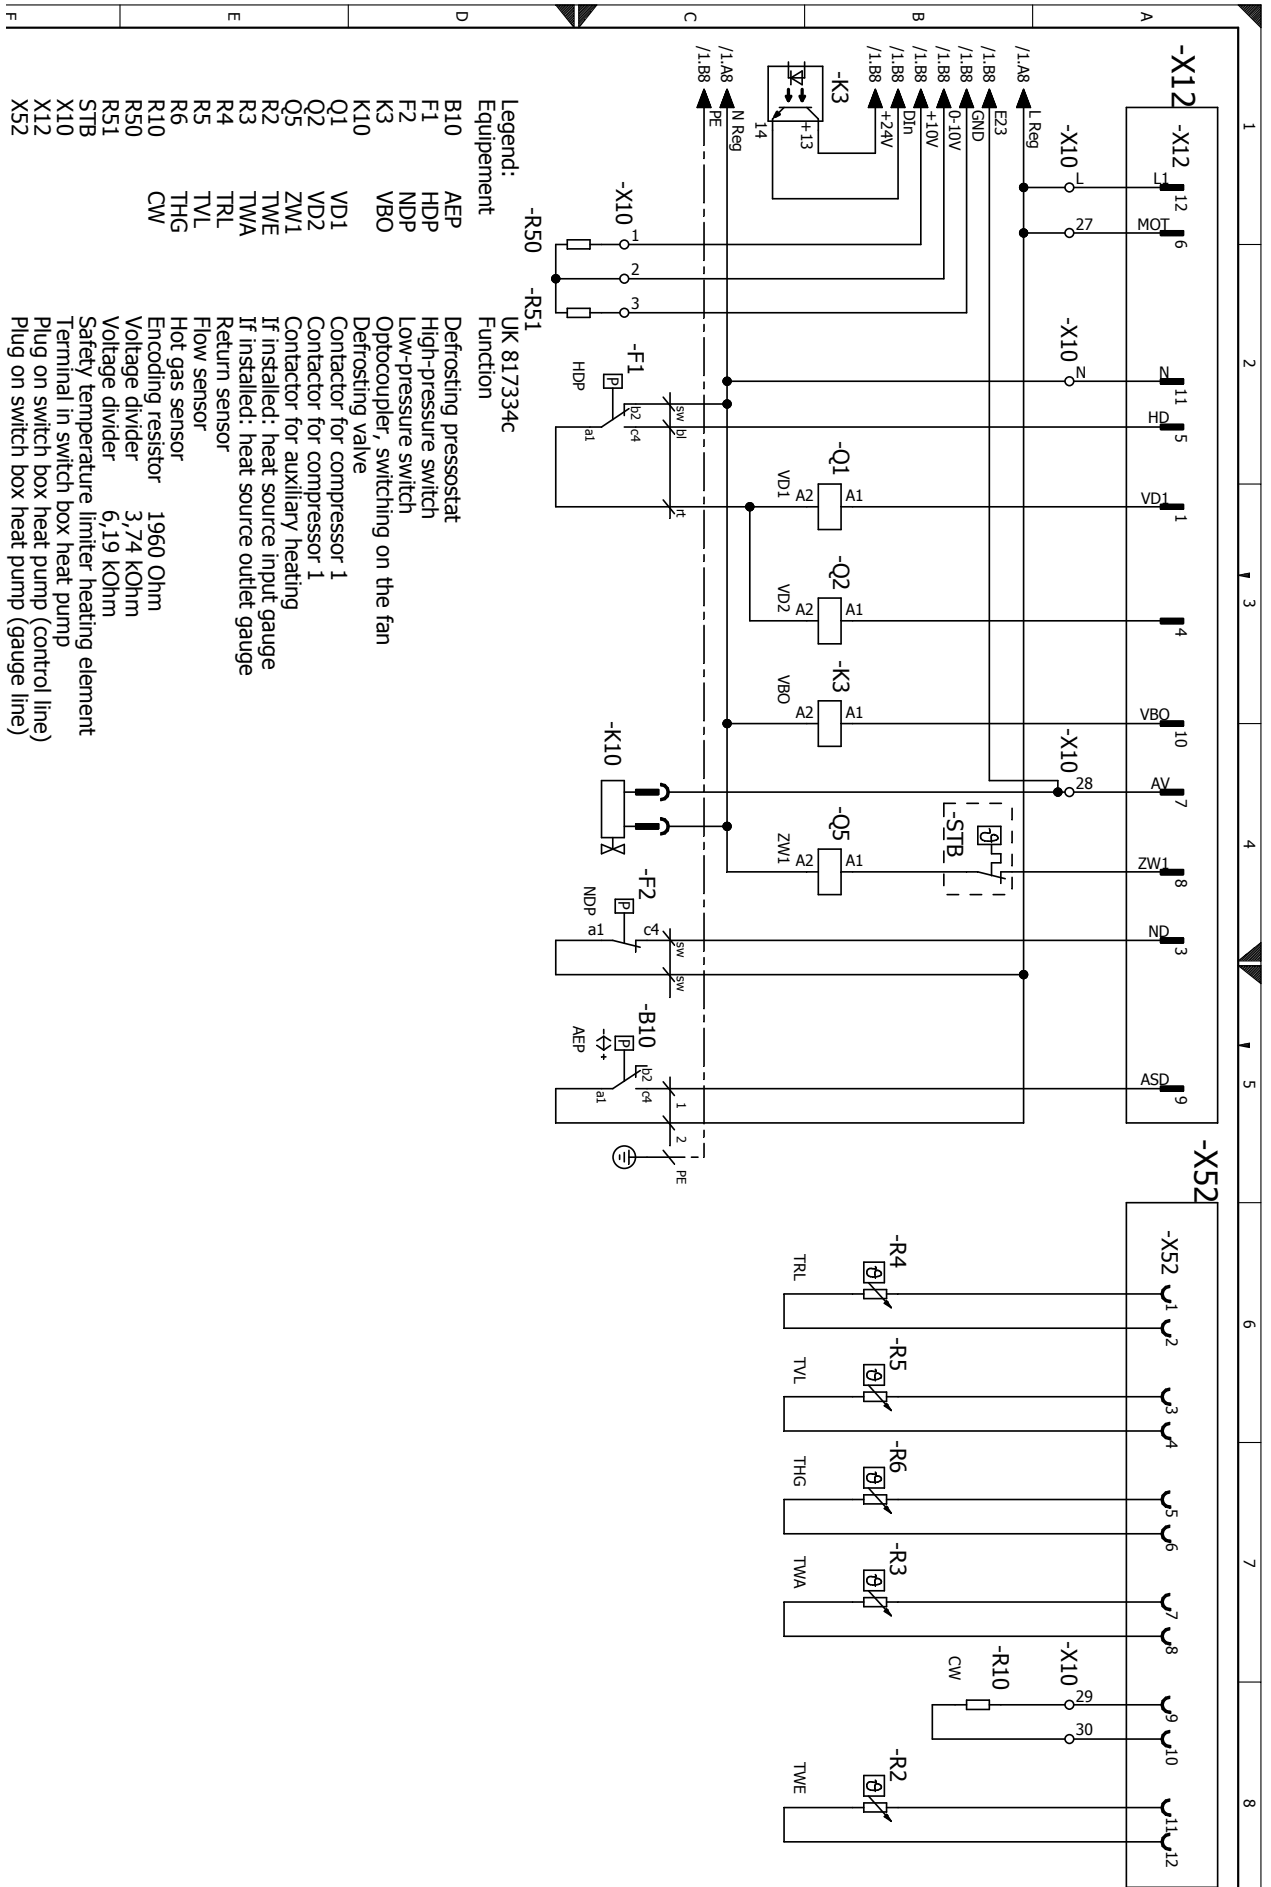 1
2
3
4
5
6
7
8
A
B
C
D
E
F
-X12
-X12
L1
12
MOT
6
N
11
HD
5
VD1
1
4
VBO
10
AV
7
ZW1
8
ND
3
ASD
9
-X52
-X52
1
2
3
4
5
6
7
8
9
10
11
12
-X10
L
27
-X10
N
-X10
28
-X10
29
30
/1.A8
L Reg
/1.B8
E23
/1.B8
GND
/1.B8
0-10V
/1.B8
+10V
/1.B8
DIn
/1.B8
+24V
-K3
+13
14
/1.A8
N Reg
/1.B8
PE
-X10
1
2
3
-R50
-R51
-F1
HDP
P
b2
c4
a1
sw
bl
rt
-Q1
VD1
A2
A1
-Q2
VD2
A2
A1
-K3
VBO
A2
A1
-K10
-Q5
ZW1
A2
A1
-STB
ϑ
-F2
NDP
P
a1
c4
sw
sw
-B10
AEP
P
- +
b2
c4
a1
1
2
PE
-R4
ϑ
TRL
-R5
ϑ
TVL
-R6
ϑ
THG
-R3
ϑ
TWA
-R10
CW
-R2
ϑ
TWE
Legend: UK 817334c
Equipement Function
B10 AEP Defrosting pressostat
F1 HDP High-pressure switch
F2 NDP Low-pressure switch
K3 VBO Optocoupler, switching on the fan
K10 Defrosting valve
Q1 VD1 Contactor for compressor 1
Q2 VD2 Contactor for compressor 1
Q5 ZW1 Contactor for auxiliary heating
R2 TWE If installed: heat source input gauge
R3 TWA If installed: heat source outlet gauge
R4 TRL Return sensor
R5 TVL Flow sensor
R6 THG Hot gas sensor
R10 CW Encoding resistor 1960 Ohm
R50 Voltage divider 3,74 kOhm
R51 Voltage divider 6,19 kOhm
STB Safety temperature limiter heating element
X10 Terminal in switch box heat pump
X12 Plug on switch box heat pump (control line)
X52 Plug on switch box heat pump (gauge line)